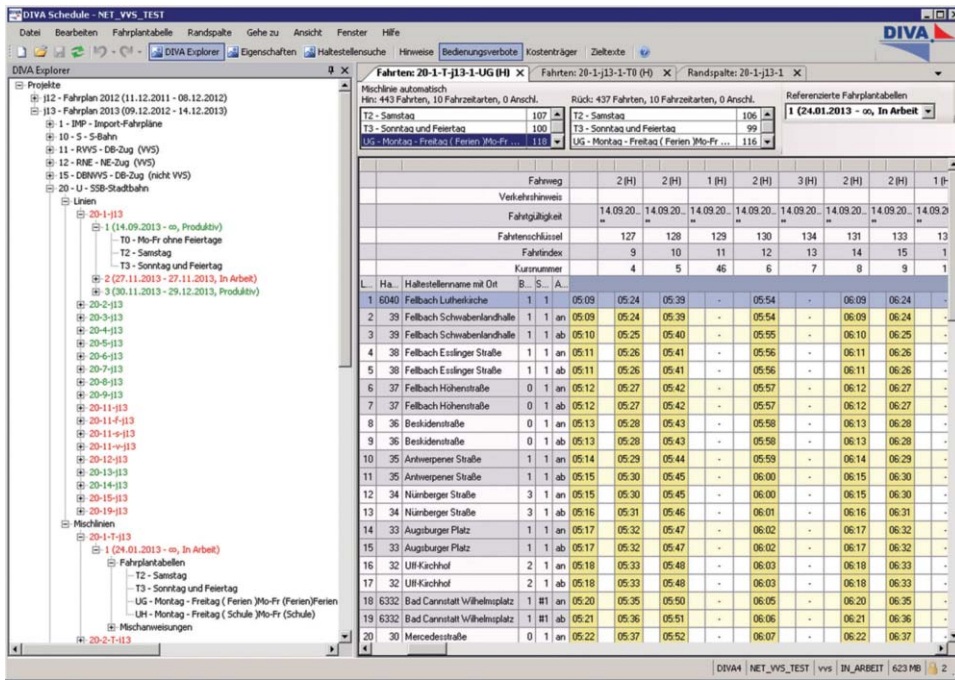 DIVA Schedule - NET_VVS_TEST
Datei Bearbeiten Fahrplantabelle Randspalte Gehe zu Ansicht Fenster Hilfe
DIVA
DIVA Explorer Eigenschaften Haltestellensuche Hinweise Bedienungsverbote Kostenträger Zieltexte
DIVA Explorer
Projekte
j12 - Fahrplan 2012 (11.12.2011 - 08.12.2012)
j13 - Fahrplan 2013 (09.12.2012 - 14.12.2013)
1 - IMP - Import-Fahrpläne
10 - S - S-Bahn
11 - RVVS - DB-Zug (VVS)
12 - RNE - NE-Zug (VVS)
15 - DBNVVS - DB-Zug (nicht VVS)
20 - U - SSB-Stadtbahn
Linien
20-1-j13
1 (14.09.2013 - ∞, Produktiv)
T0 - Mo-Fr ohne Feiertage
T2 - Samstag
T3 - Sonntag und Feiertag
2 (27.11.2013 - 27.11.2013, In Arbeit)
3 (30.11.2013 - 29.12.2013, Produktiv)
20-2-j13
20-3-j13
20-4-j13
20-5-j13
20-6-j13
20-7-j13
20-8-j13
20-9-j13
20-11-j13
20-11-f-j13
20-11-s-j13
20-11-v-j13
20-12-j13
20-13-j13
20-14-j13
20-15-j13
20-19-j13
Mischlinien
20-1-T-j13
1 (24.01.2013 - ∞, In Arbeit)
Fahrplantabellen
T2 - Samstag
T3 - Sonntag und Feiertag
UG - Montag - Freitag ( Ferien )Mo-Fr (Ferien)Ferien
UH - Montag - Freitag ( Schule )Mo-Fr (Schule)
Mischanweisungen
20-2-T-j13
Fahrten: 20-1-T-j13-1-UG (H) X Fahrten: 20-1-j13-1-T0 (H) X Randspalte: 20-1-j13-1 X
Mischlinie automatisch
Hin: 443 Fahrten, 10 Fahrzeitarten, 0 Anschl. Rück: 437 Fahrten, 10 Fahrzeitarten, 0 Anschl. Referenzierte Fahrplantabellen
T2 - Samstag 107 T2 - Samstag 106 1 (24.01.2013 - ∞, In Arbeit)
T3 - Sonntag und Feiertag 100 T3 - Sonntag und Feiertag 99
UG - Montag - Freitag ( Ferien )Mo-Fr ... 118 UG - Montag - Freitag ( Ferien )Mo-Fr ... 116
Fahrweg 2 (H) 2 (H) 1 (H) 2 (H) 3 (H) 2 (H) 2 (H) 1 (H
Verkehrshinweis
Fahrtgültigkeit 14.09.20... 14.09.20... 14.09.20... 14.09.20... 14.09.20... 14.09.20... 14.09.20... 14.09.20
Fahrtenschlüssel 127 128 129 130 134 131 133 13
Fahrtindex 9 10 11 12 13 14 15 1
Kursnummer 4 5 46 6 7 8 9 1
L... Ha... Haltestellenname mit Ort B... S... A...
1 6040 Fellbach Lutherkirche 1 1 05:09 05:24 05:39 - 05:54 - 06:09 06:24 -
2 39 Fellbach Schwabenlandhalle 1 1 an 05:09 05:24 05:39 - 05:54 - 06:09 06:24 -
3 39 Fellbach Schwabenlandhalle 1 1 ab 05:10 05:25 05:40 - 05:55 - 06:10 06:25 -
4 38 Fellbach Esslinger Straße 1 1 an 05:11 05:26 05:41 - 05:56 - 06:11 06:26 -
5 38 Fellbach Esslinger Straße 1 1 ab 05:11 05:26 05:41 - 05:56 - 06:11 06:26 -
6 37 Fellbach Höhenstraße 0 1 an 05:12 05:27 05:42 - 05:57 - 06:12 06:27 -
7 37 Fellbach Höhenstraße 0 1 ab 05:12 05:27 05:42 - 05:57 - 06:12 06:27 -
8 36 Beskidenstraße 0 1 an 05:13 05:28 05:43 - 05:58 - 06:13 06:28 -
9 36 Beskidenstraße 0 1 ab 05:13 05:28 05:43 - 05:58 - 06:13 06:28 -
10 35 Antwerpener Straße 1 1 an 05:14 05:29 05:44 - 05:59 - 06:14 06:29 -
11 35 Antwerpener Straße 1 1 ab 05:15 05:30 05:45 - 06:00 - 06:15 06:30 -
12 34 Nürnberger Straße 3 1 an 05:15 05:30 05:45 - 06:00 - 06:15 06:30 -
13 34 Nürnberger Straße 3 1 ab 05:16 05:31 05:46 - 06:01 - 06:16 06:31 -
14 33 Augsburger Platz 1 1 an 05:17 05:32 05:47 - 06:02 - 06:17 06:32 -
15 33 Augsburger Platz 1 1 ab 05:17 05:32 05:47 - 06:02 - 06:17 06:32 -
16 32 Uff-Kirchhof 2 1 an 05:18 05:33 05:48 - 06:03 - 06:18 06:33 -
17 32 Uff-Kirchhof 2 1 ab 05:18 05:33 05:48 - 06:03 - 06:18 06:33 -
18 6332 Bad Cannstatt Wilhelmsplatz 1 #1 an 05:20 05:35 05:50 - 06:05 - 06:20 06:35 -
19 6332 Bad Cannstatt Wilhelmsplatz 1 #1 ab 05:21 05:36 05:51 - 06:06 - 06:21 06:36 -
20 30 Mercedesstraße 0 1 an 05:22 05:37 05:52 - 06:07 - 06:22 06:37 -
DIVA4 NET_VVS_TEST vvs IN_ARBEIT 623 MB 2